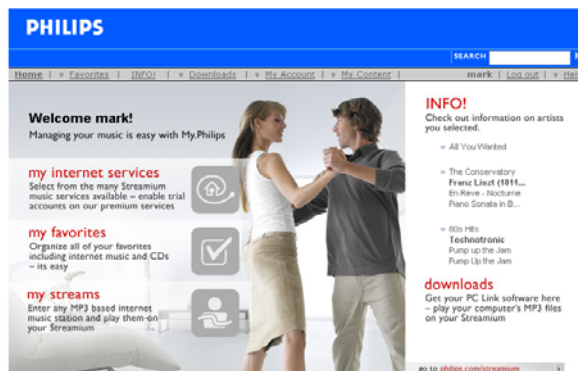 PHILIPS
SEARCH
Home | Favorites | INFO! | Downloads | My Account | My Content |
mark | Log out | Hel
Welcome mark!
Managing your music is easy with My.Philips
my internet services
Select from the many Streamium
music services available – enable trial
accounts on our premium services
my favorites
Organize all of your favorites
including internet music and CDs
– its easy
my streams
Enter any MP3 based internet
music station and play them on
your Streamium
INFO!
Check out information on artists
you selected.
All You Wanted
The Conservatory
Franz Liszt (1811...
En Reve - Nocturne
Piano Sonata in B...
80s Hits
Technotronic
Pump up the Jam
Pump Up the Jam
downloads
Get your PC Link software here
– play your computer's MP3 files
on your Streamium
go to philips.com/streamium